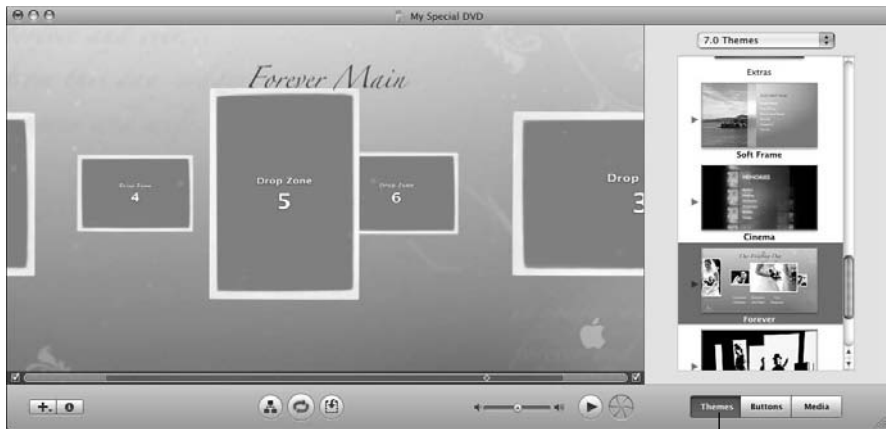 My Special DVD
Forever Main
Drop Zone
4
Drop Zone
5
Drop Zone
6
Drop
3
7.0 Themes
Extras
Soft Frame
MEMORIES
Cinema
Forever
Themes
Buttons
Media